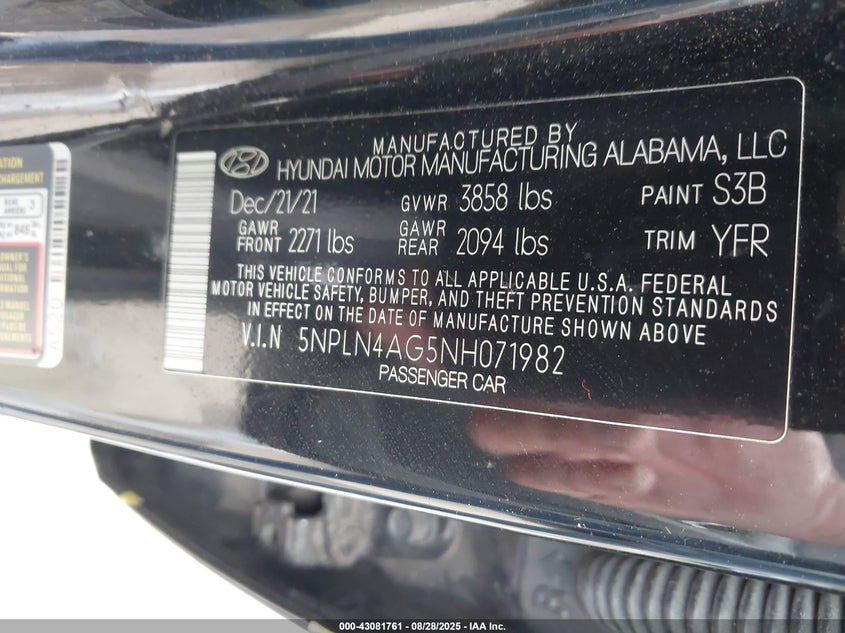 MANUFACTURED BY
HYUNDAI MOTOR MANUFACTURING ALABAMA, LLC
Dec/21/21 GVWR 3858 lbs PAINT S3B
GAWR FRONT 2271 lbs GAWR REAR 2094 lbs TRIM YFR
THIS VEHICLE CONFORMS TO ALL APPLICABLE U.S.A. FEDERAL
MOTOR VEHICLE SAFETY, BUMPER, AND THEFT PREVENTION STANDARDS
IN EFFECT ON THE DATE OF MANUFACTURE SHOWN ABOVE
V.I.N 5NPLN4AG5NH071982
PASSENGER CAR
000-43081761 - 08/28/2025 - IAA Inc.